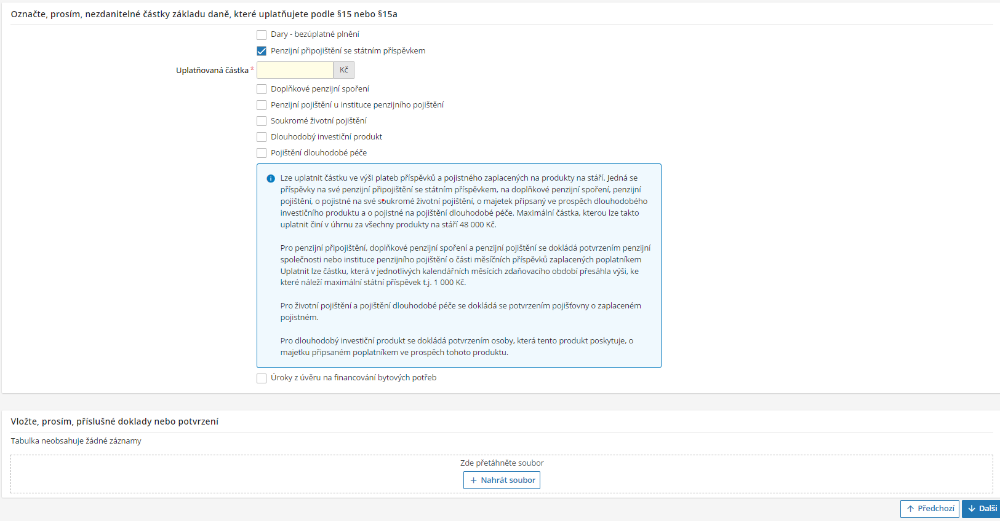 Označte, prosím, nezdanitelné částky základu daně, které uplatňujete podle §15 nebo §15a
Dary - bezúplatné plnění
Penzijní připojištění se státním příspěvkem
Uplatňovaná částka * Kč
Doplňkové penzijní spoření
Penzijní pojištění u instituce penzijního pojištění
Soukromé životní pojištění
Dlouhodobý investiční produkt
Pojištění dlouhodobé péče
Lze uplatnit částku ve výši plateb příspěvků a pojistného zaplacených na produkty na stáří. Jedná se
příspěvky na své penzijní připojištění se státním příspěvkem, na doplňkové penzijní spoření, penzijní
pojištění, o pojistné na své soukromé životní pojištění, o majetek připsaný ve prospěch dlouhodobého
investičního produktu a o pojistné na pojištění dlouhodobé péče. Maximální částka, kterou lze takto
uplatnit činí v úhrnu za všechny produkty na stáří 48 000 Kč.
Pro penzijní připojištění, doplňkové penzijní spoření a penzijní pojištění se dokládá potvrzením penzijní
společnosti nebo instituce penzijního pojištění o části měsíčních příspěvků zaplacených poplatníkem
Uplatnit lze částku, která v jednotlivých kalendářních měsících zdaňovacího období přesáhla výši, ke
které náleží maximální státní příspěvek t.j. 1 000 Kč.
Pro životní pojištění a pojištění dlouhodobé péče se dokládá se potvrzením pojišťovny o zaplaceném
pojistném.
Pro dlouhodobý investiční produkt se dokládá potvrzením osoby, která tento produkt poskytuje, o
majetku připsaném poplatníkem ve prospěch tohoto produktu.
Úroky z úvěru na financování bytových potřeb
Vložte, prosím, příslušné doklady nebo potvrzení
Tabulka neobsahuje žádné záznamy
Zde přetáhněte soubor
Nahrát soubor
Předchozí
Další